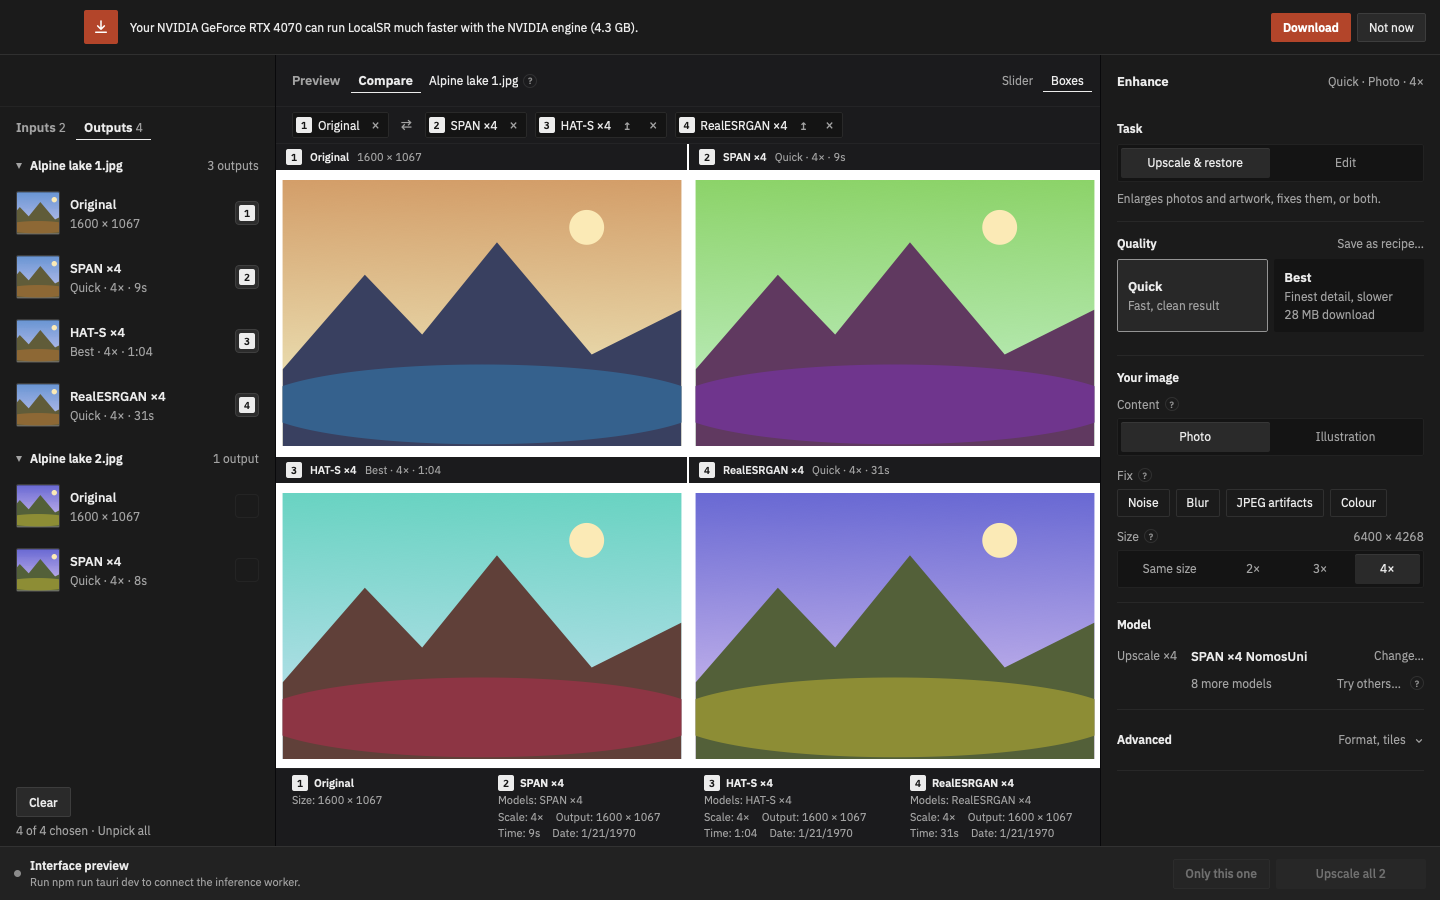 Your NVIDIA GeForce RTX 4070 can run LocalSR much faster with the NVIDIA engine (4.3 GB).
Download
Not now
Inputs 2
Outputs 4
Alpine lake 1.jpg
3 outputs
Original
1600 × 1067
1
SPAN ×4
Quick · 4× · 9s
2
HAT-S ×4
Best · 4× · 1:04
3
RealESRGAN ×4
Quick · 4× · 31s
4
Alpine lake 2.jpg
1 output
Original
1600 × 1067
SPAN ×4
Quick · 4× · 8s
Clear
4 of 4 chosen · Unpick all
Preview
Compare
Alpine lake 1.jpg ?
Slider
Boxes
1 Original ×
⇄
2 SPAN ×4 ×
3 HAT-S ×4 ↥ ×
4 RealESRGAN ×4 ↥ ×
1 Original 1600 × 1067
2 SPAN ×4 Quick · 4× · 9s
3 HAT-S ×4 Best · 4× · 1:04
4 RealESRGAN ×4 Quick · 4× · 31s
1 Original
Size: 1600 × 1067
2 SPAN ×4
Models: SPAN ×4
Scale: 4× Output: 6400 × 4268
Time: 9s Date: 1/21/1970
3 HAT-S ×4
Models: HAT-S ×4
Scale: 4× Output: 1600 × 1067
Time: 1:04 Date: 1/21/1970
4 RealESRGAN ×4
Models: RealESRGAN ×4
Scale: 4× Output: 1600 × 1067
Time: 31s Date: 1/21/1970
Enhance
Quick · Photo · 4×
Task
Upscale & restore
Edit
Enlarges photos and artwork, fixes them, or both.
Quality
Save as recipe...
Quick
Fast, clean result
Best
Finest detail, slower
28 MB download
Your image
Content ?
Photo
Illustration
Fix ?
Noise
Blur
JPEG artifacts
Colour
Size ?
6400 × 4268
Same size
2×
3×
4×
Model
Upscale ×4
SPAN ×4 NomosUni
Change...
8 more models
Try others... ?
Advanced
Format, tiles
Interface preview
Run npm run tauri dev to connect the inference worker.
Only this one
Upscale all 2